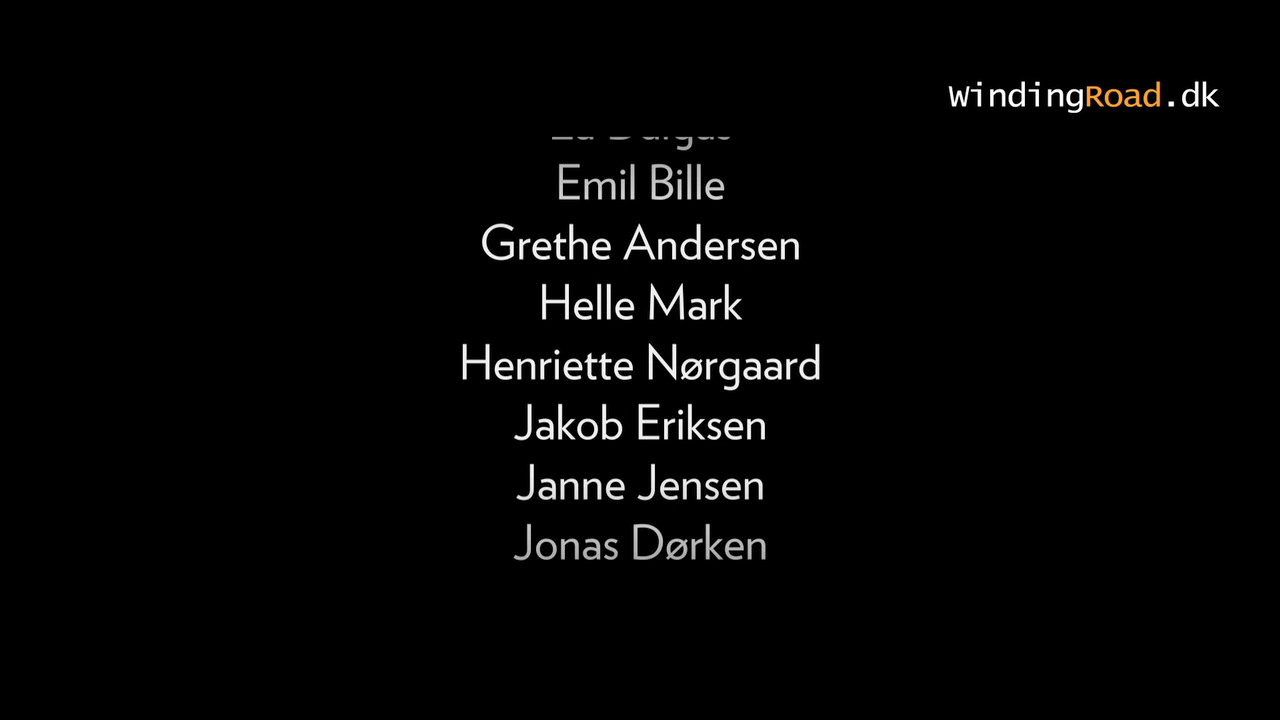 WindingRoad.dk
Emil Bille
Grethe Andersen
Helle Mark
Henriette Nørgaard
Jakob Eriksen
Janne Jensen
Jonas Dørken